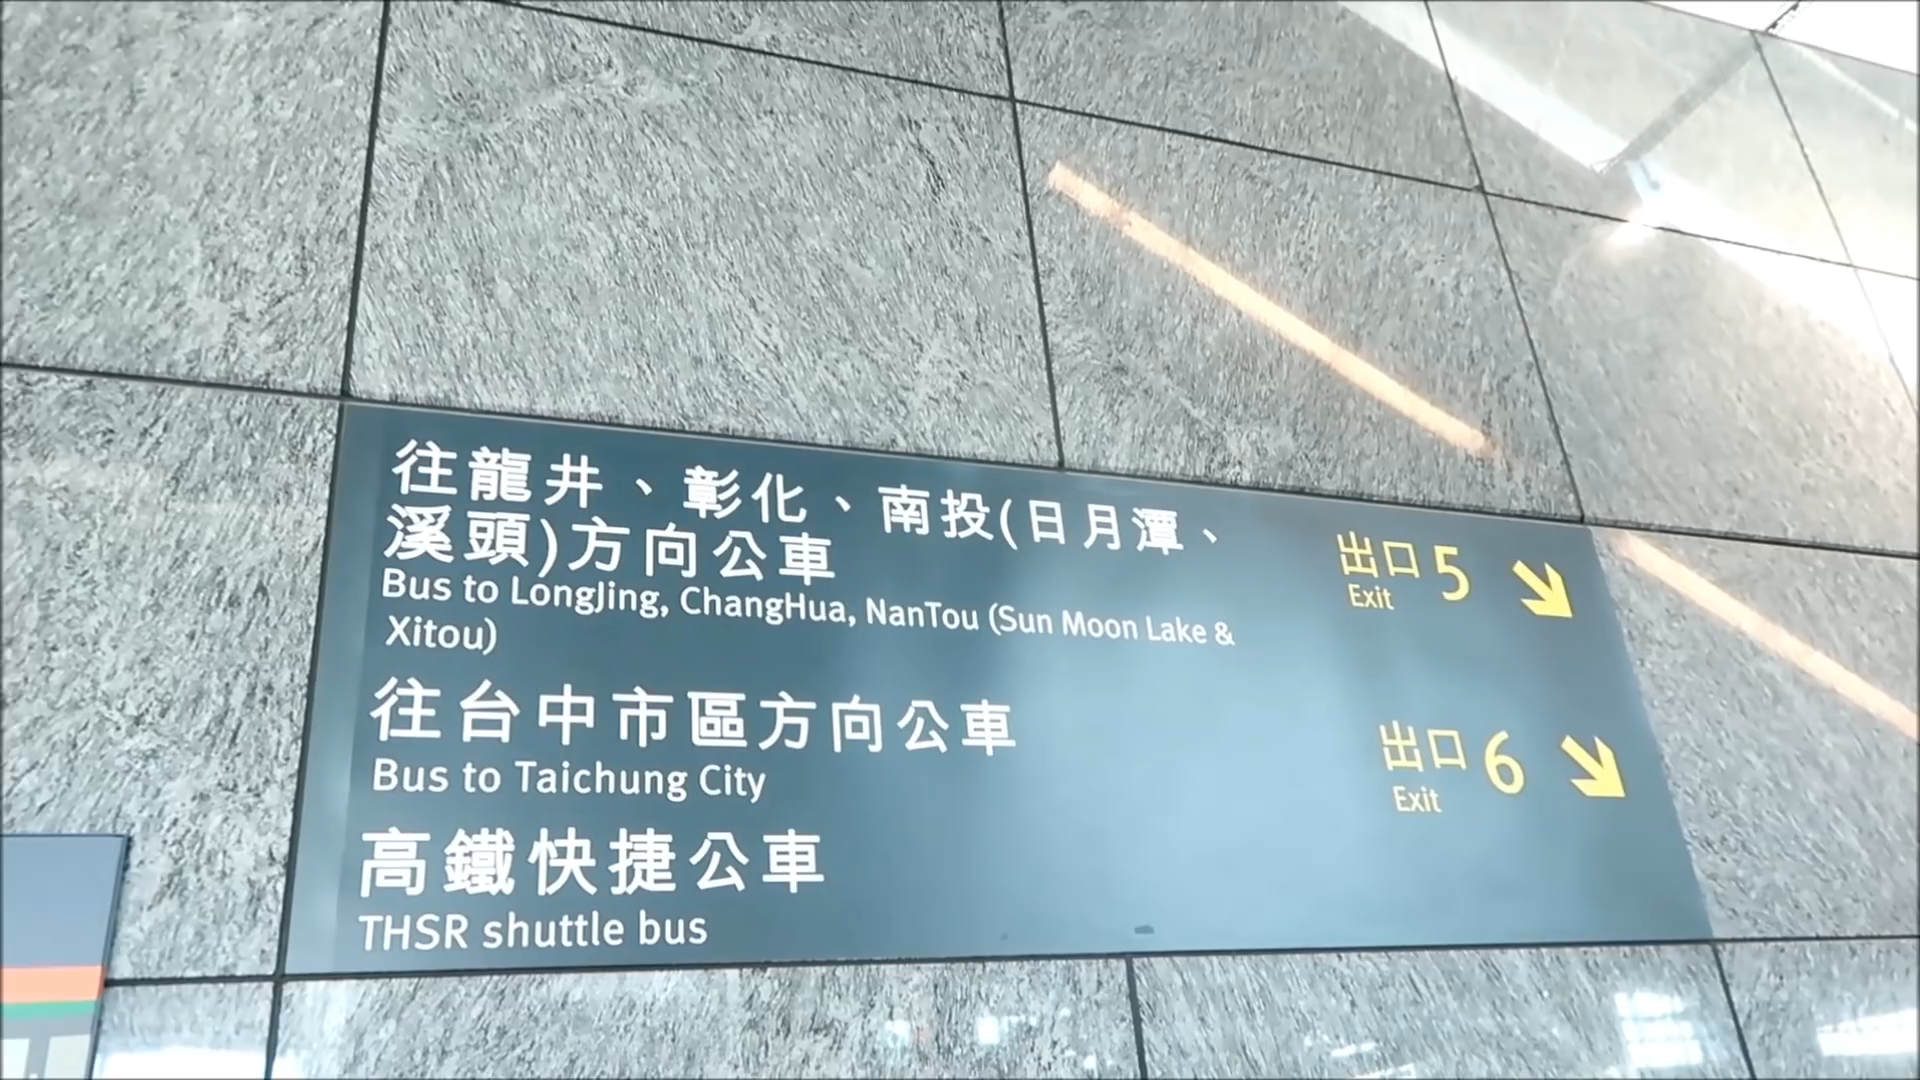 往龍井、彰化、南投(日月潭、
溪頭)方向公車
Bus to LongJing, ChangHua, NanTou (Sun Moon Lake &
Xitou)
出口 5
Exit
往台中市區方向公車
Bus to Taichung City
出口 6
Exit
高鐵快捷公車
THSR shuttle bus